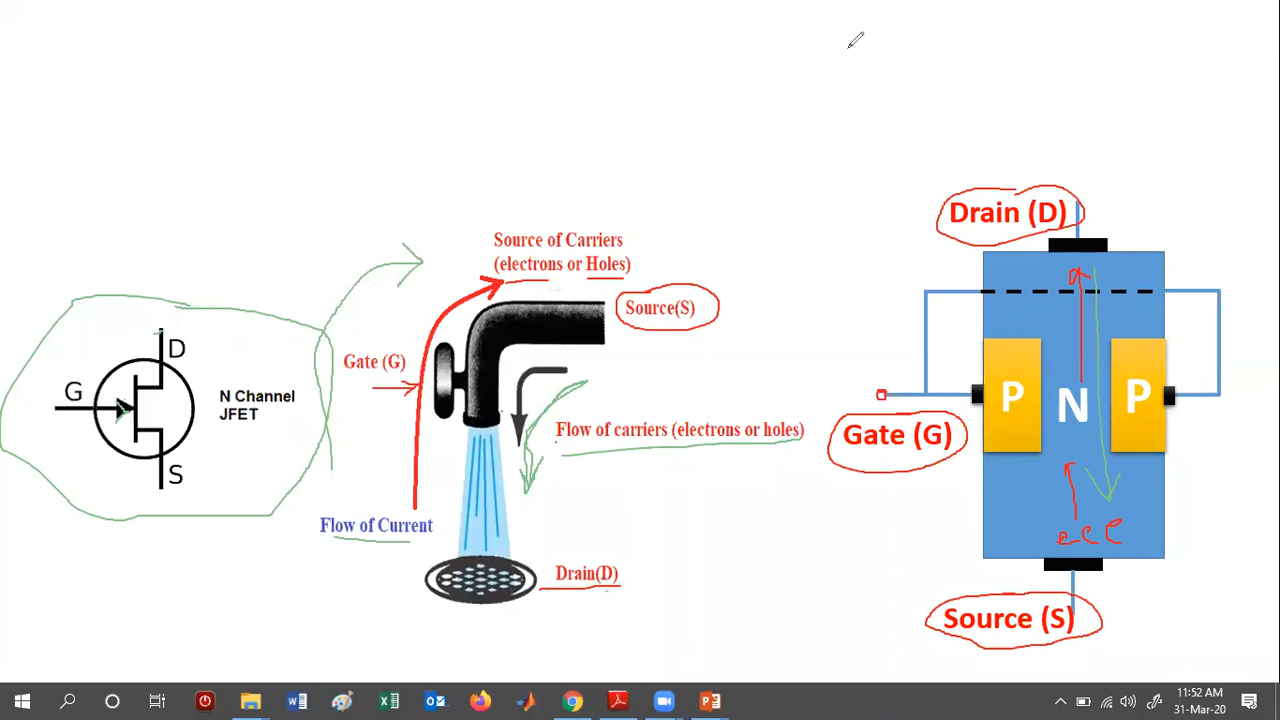 D
G
N Channel
JFET
S
Source of Carriers
(electrons or Holes)
Source(S)
Gate (G)
Flow of carriers (electrons or holes)
Flow of Current
Drain(D)
Drain (D)
P
N
P
Gate (G)
e e e
Source (S)
11:52 AM
31-Mar-20